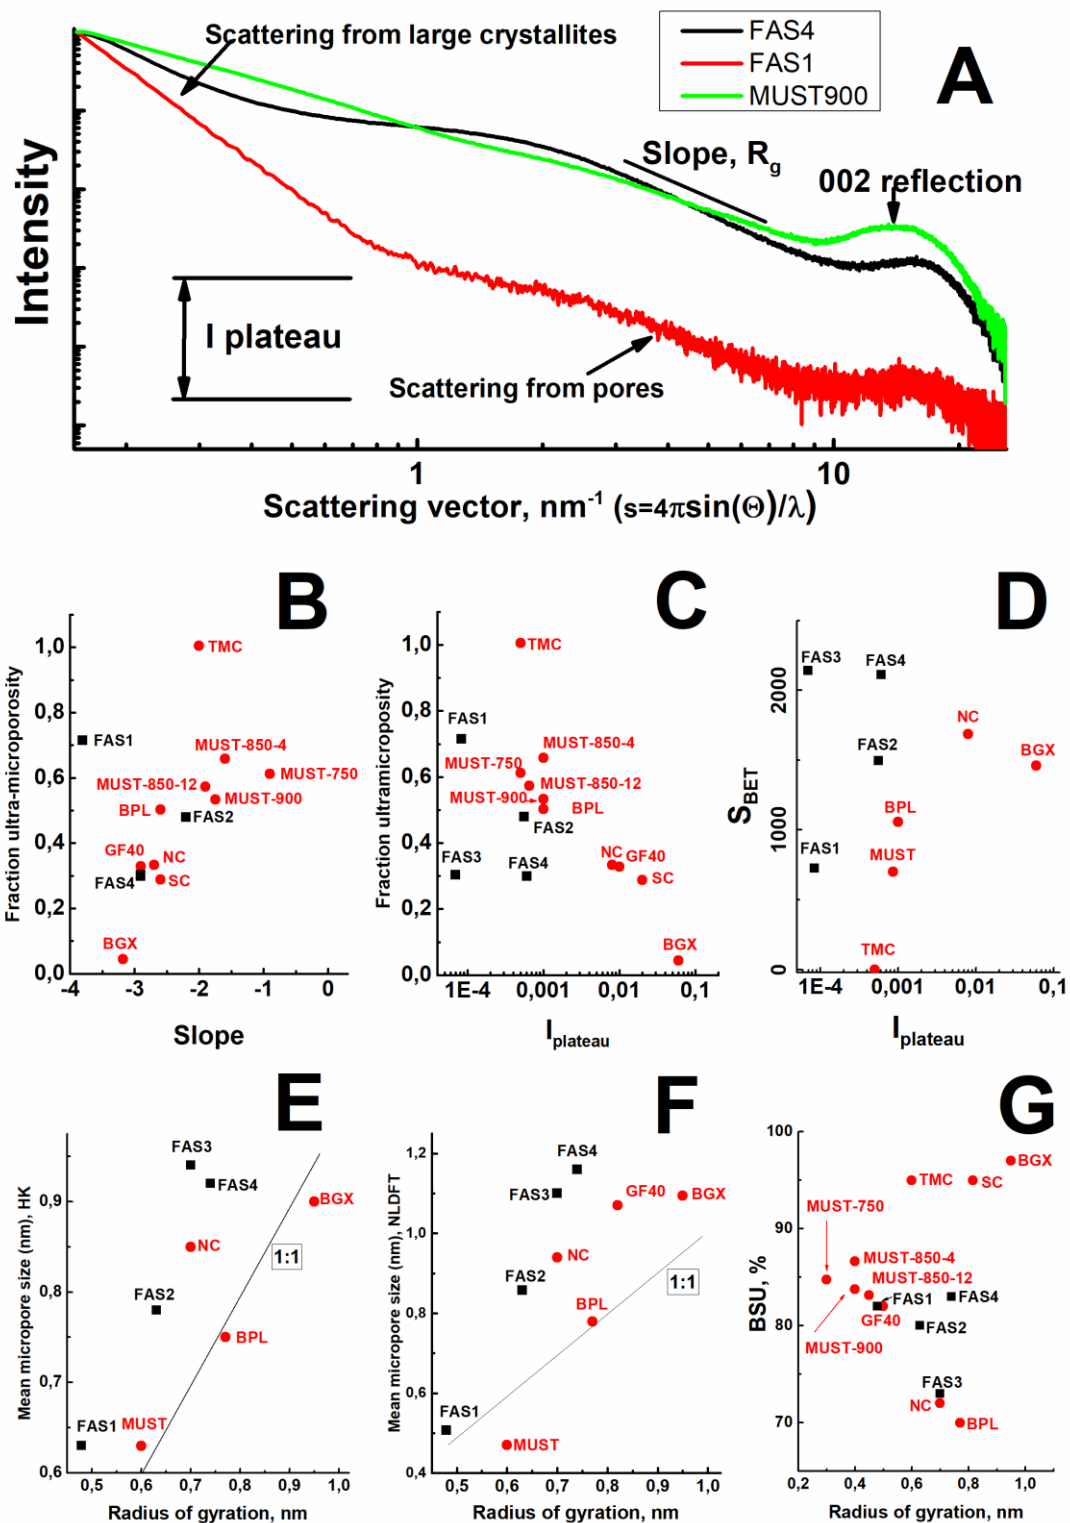 Scattering from large crystallites
FAS4
FAS1
MUST900
A
Slope, Rg
002 reflection
I plateau
Scattering from pores
Intensity
1
10
Scattering vector, nm-1 (s=4πsin(Θ)/λ)
B
1,0
0,8
0,6
0,4
0,2
0,0
Fraction ultra-microporosity
TMC
FAS1
MUST-850-4
MUST-750
MUST-850-12
MUST-900
BPL
FAS2
GF40
NC
FAS4
SC
BGX
-4
-3
-2
-1
0
Slope
C
1,0
0,8
0,6
0,4
0,2
0,0
Fraction ultramicroposity
TMC
FAS1
MUST-850-4
MUST-750
MUST-850-12
MUST-900
BPL
FAS2
FAS3
FAS4
NC
GF40
SC
BGX
1E-4
0,001
0,01
0,1
Iplateau
D
2000
1000
0
SBET
FAS3
FAS4
NC
FAS2
BGX
BPL
FAS1
MUST
TMC
1E-4
0,001
0,01
0,1
Iplateau
E
0,9
0,8
0,7
0,6
Mean micropore size (nm), HK
FAS3
FAS4
BGX
NC
1:1
FAS2
BPL
FAS1
MUST
0,5
0,6
0,7
0,8
0,9
1,0
Radius of gyration, nm
F
1,2
1,0
0,8
0,6
0,4
Mean micropore size (nm), NLDFT
FAS4
FAS3
GF40
BGX
NC
FAS2
1:1
BPL
FAS1
MUST
0,5
0,6
0,7
0,8
0,9
1,0
Radius of gyration, nm
G
100
90
80
70
BSU, %
BGX
TMC
SC
MUST-750
MUST-850-4
MUST-850-12
FAS1
FAS4
GF40
FAS2
MUST-900
FAS3
NC
BPL
0,2
0,4
0,6
0,8
1,0
Radius of gyration, nm